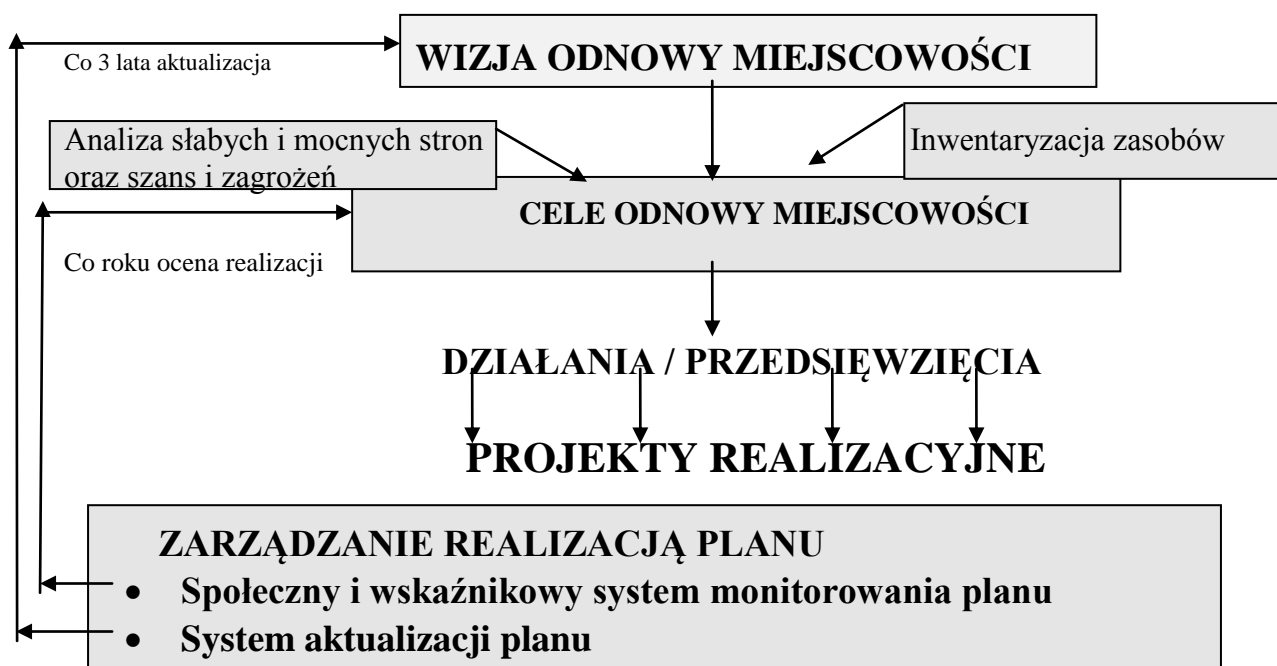 WIZJA ODNOWY MIEJSCOWOŚCI
Co 3 lata aktualizacja
Analiza słabych i mocnych stron
oraz szans i zagrożeń
Inwentaryzacja zasobów
CELE ODNOWY MIEJSCOWOŚCI
Co roku ocena realizacji
DZIAŁANIA / PRZEDSIĘWZIĘCIA
PROJEKTY REALIZACYJNE
ZARZĄDZANIE REALIZACJĄ PLANU
• Społeczny i wskaźnikowy system monitorowania planu
• System aktualizacji planu